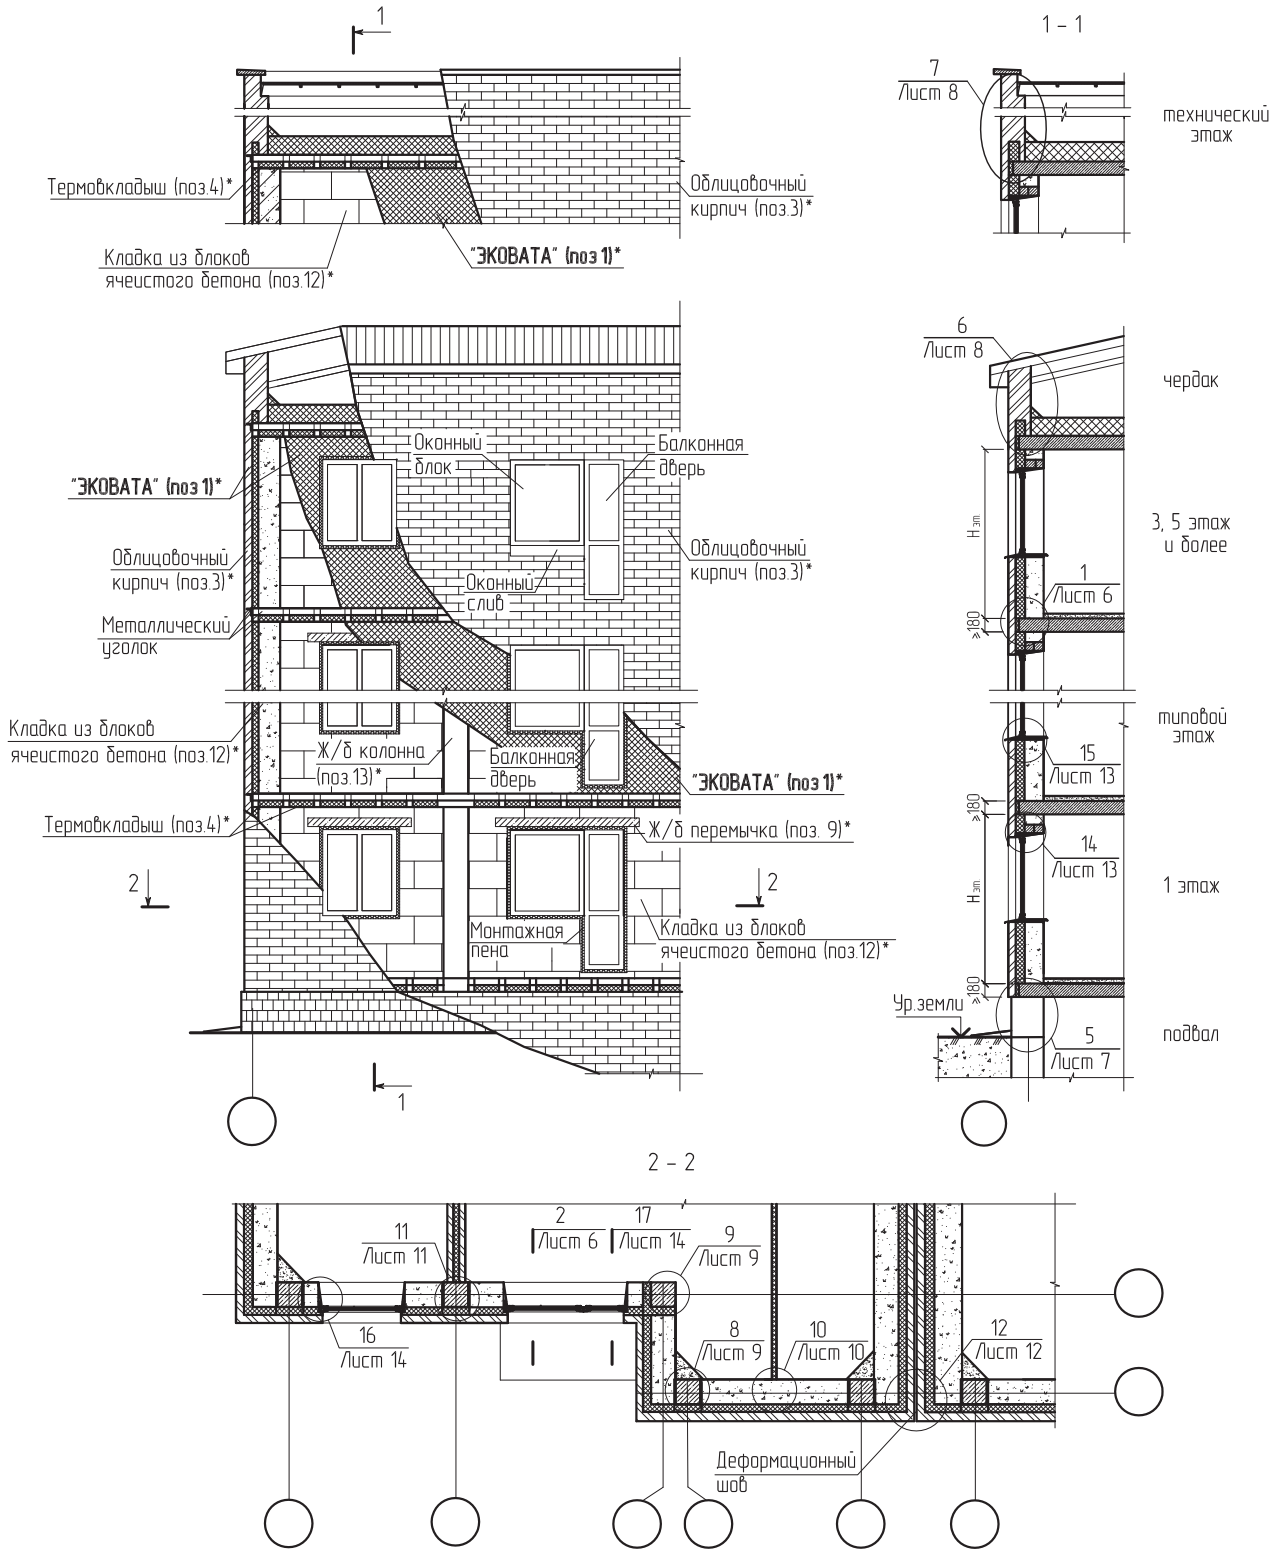 1
1 – 1
7
Лист 8
технический
этаж
Термовкладыш (поз.4)*
Облицовочный
кирпич (поз.3)*
Кладка из блоков
ячеистого бетона (поз.12)*
"ЭКОВАТА" (поз 1)*
6
Лист 8
чердак
Оконный
блок
Балконная
дверь
"ЭКОВАТА" (поз 1)*
Н эт.
3, 5 этаж
и более
Облицовочный
кирпич (поз.3)*
Облицовочный
кирпич (поз.3)*
Оконный
слив
1
Лист 6
Металлический
уголок
≥180
Кладка из блоков
ячеистого бетона (поз.12)*
Ж/б колонна
(поз.13)*
Балконная
дверь
"ЭКОВАТА" (поз 1)*
типовой
этаж
15
Лист 13
≥180
Термовкладыш (поз.4)*
Ж/б перемычка (поз. 9)*
14
Лист 13
2
2
Н эт.
1 этаж
Монтажная
пена
Кладка из блоков
ячеистого бетона (поз.12)*
≥180
Ур.земли
5
Лист 7
подвал
1
2 – 2
11
Лист 11
2
Лист 6
17
Лист 14
9
Лист 9
16
Лист 14
8
Лист 9
10
Лист 10
12
Лист 12
Деформационный
шов